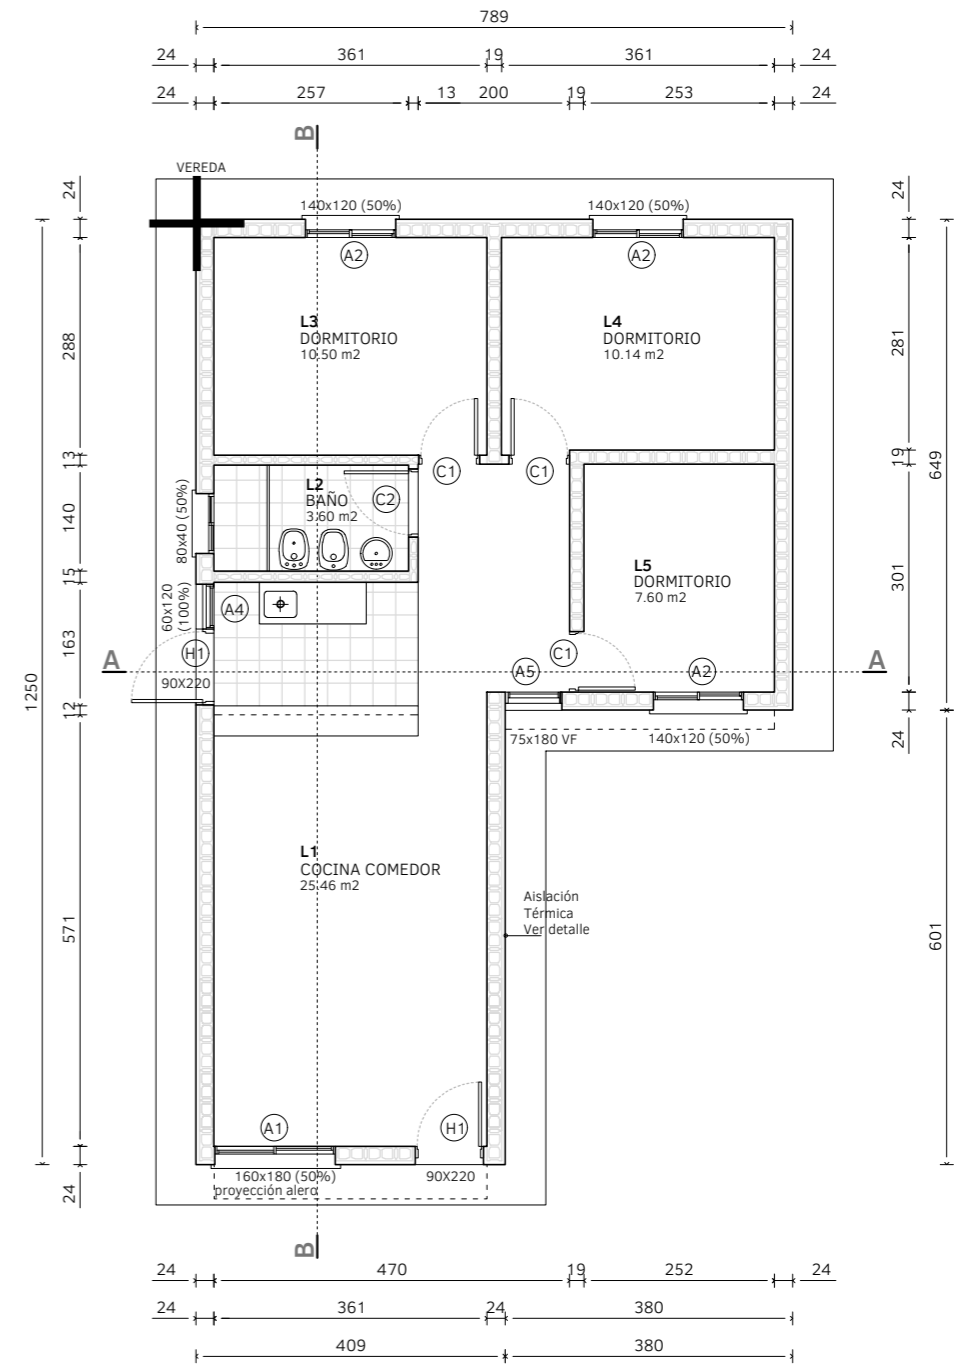 789
24 361 19 361 24
24 257 13 200 19 253 24
B
VEREDA
140x120 (50%) 140x120 (50%)
A2 A2
24
24
L3
DORMITORIO
10.50 m2
L4
DORMITORIO
10.14 m2
288
281
C1 C1
13
19
649
L2
BAÑO
3.60 m2
C2
80x40 (50%)
140
L5
DORMITORIO
7.60 m2
301
15
60x120
(100%)
A4
163
H1
C1
A A
90X220
A5 A2
1250
12
75x180 VF 140x120 (50%)
24
L1
COCINA COMEDOR
25.46 m2
Aislación
Térmica
Ver detalle
571
601
A1 H1
160x180 (50%) 90X220
proyección alero
24
B
24 470 19 252 24
24 361 24 380
409 380